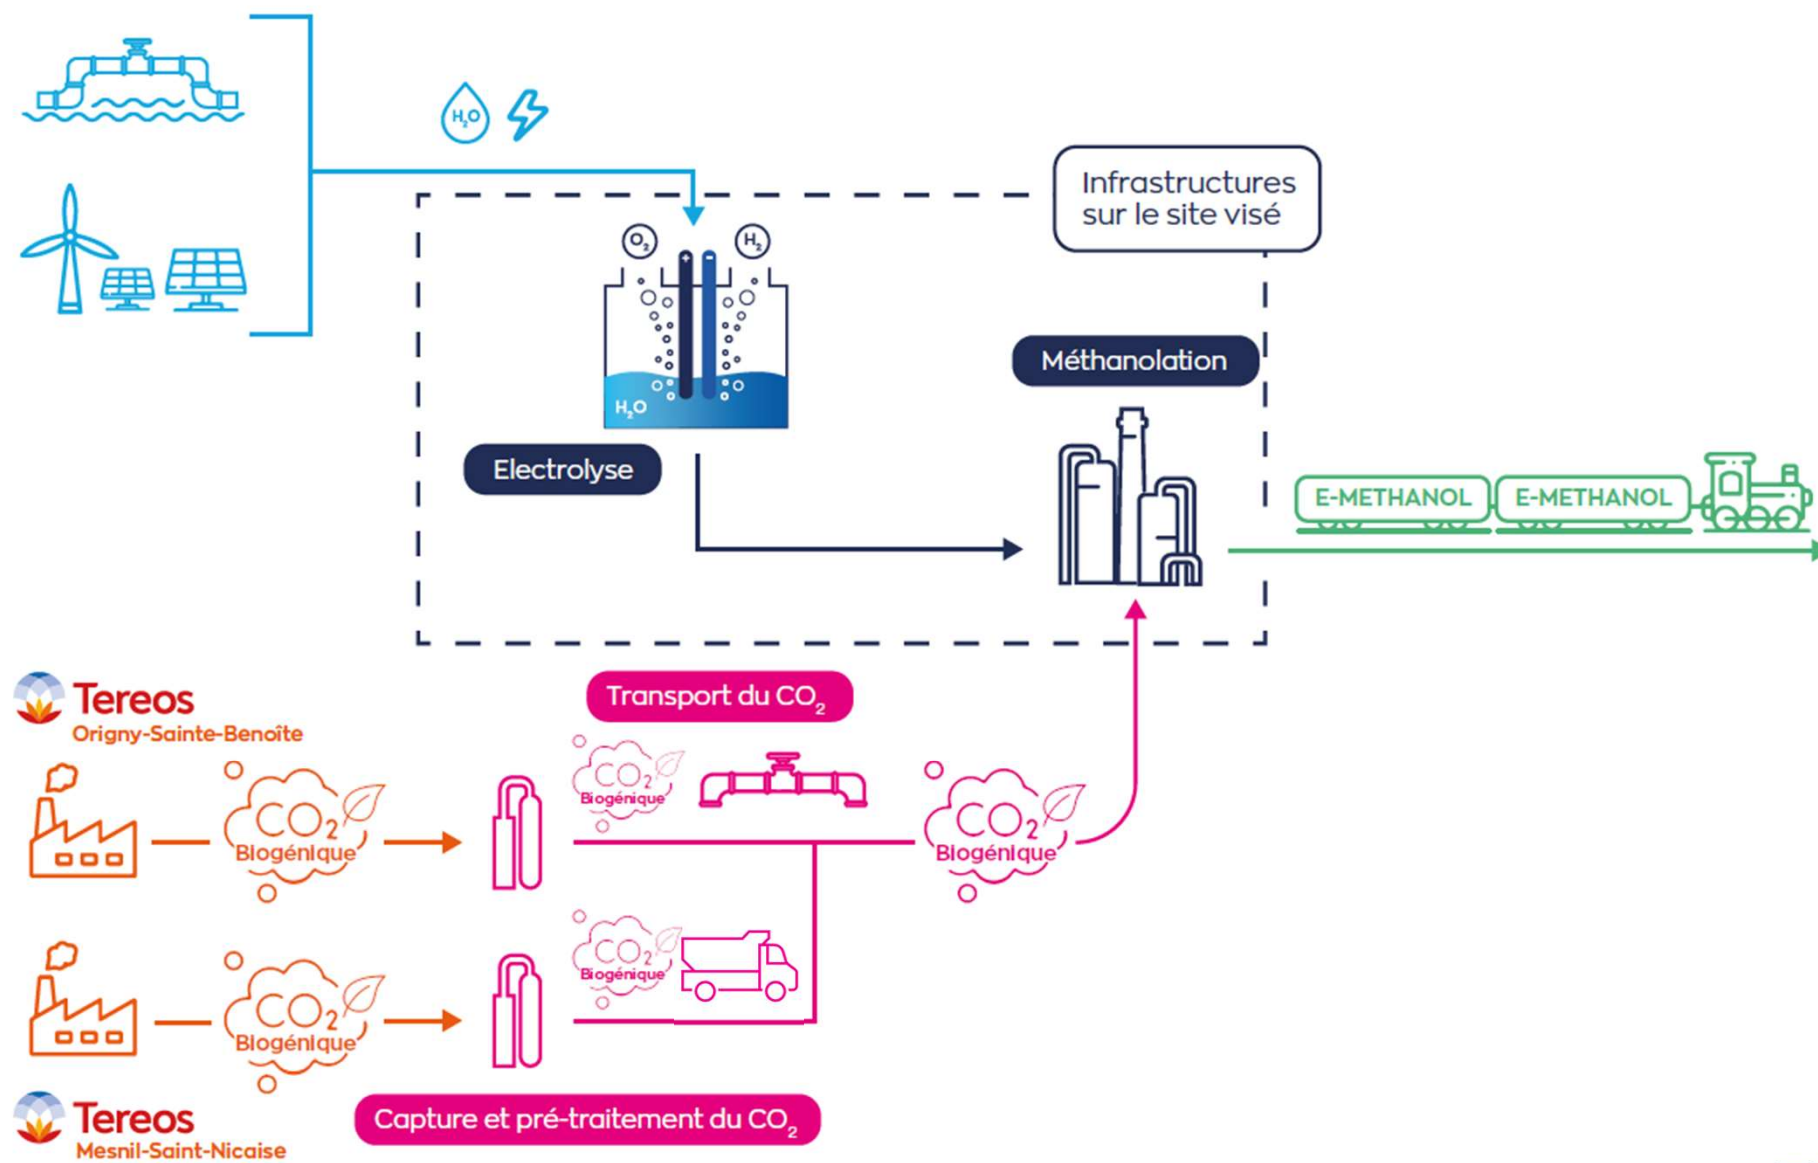 H₂O
Infrastructures
sur le site visé
O₂
H₂
+
-
H₂O
Méthanolation
Electrolyse
E-METHANOL
E-METHANOL
Tereos
Origny-Sainte-Benoîte
Transport du CO₂
CO₂
Biogénique
CO₂
Biogénique
CO₂
Biogénique
CO₂
Biogénique
CO₂
Biogénique
Tereos
Mesnil-Saint-Nicaise
Capture et pré-traitement du CO₂